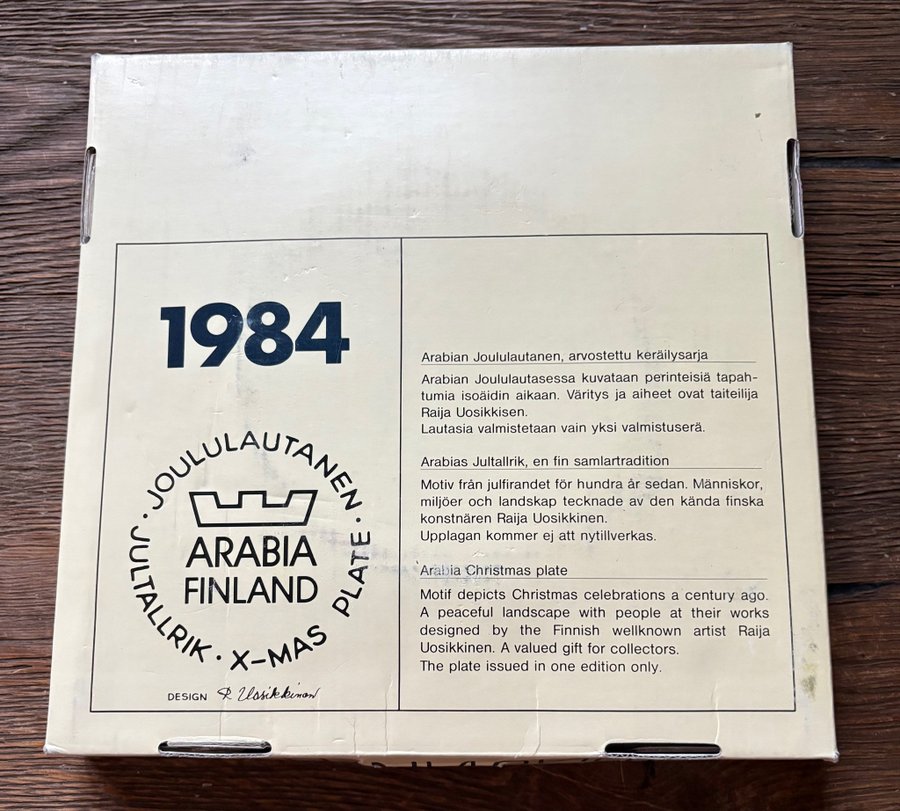 1984
JOULULAUTANEN · X-MAS PLATE · JULTALLRIK ·
ARABIA
FINLAND
DESIGN R Uosikkinen
Arabian Joululautanen, arvostettu keräilysarja
Arabian Joululautasessa kuvataan perinteisiä tapah-
tumia isoäidin aikaan. Väritys ja aiheet ovat taiteilija
Raija Uosikkisen.
Lautasia valmistetaan vain yksi valmistuserä.
Arabias Jultallrik, en fin samlartradition
Motiv från julfirandet för hundra år sedan. Människor,
miljöer och landskap tecknade av den kända finska
konstnären Raija Uosikkinen.
Upplagan kommer ej att nytillverkas.
Arabia Christmas plate
Motif depicts Christmas celebrations a century ago.
A peaceful landscape with people at their works
designed by the Finnish wellknown artist Raija
Uosikkinen. A valued gift for collectors.
The plate issued in one edition only.